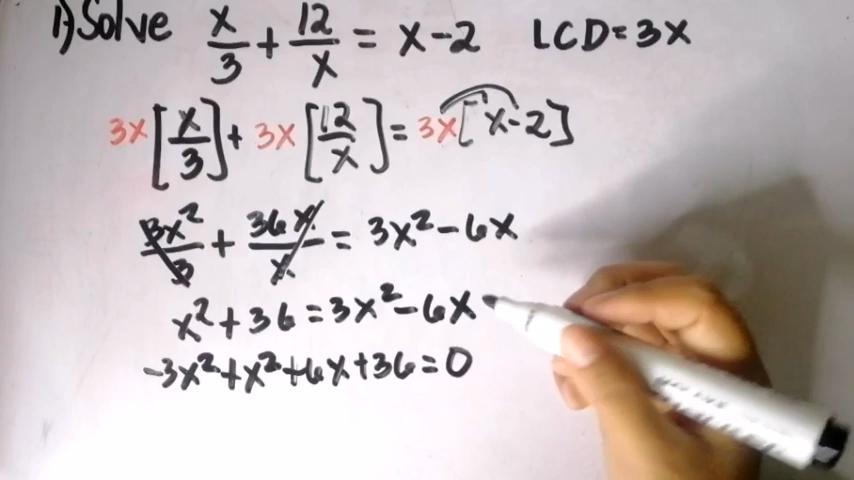 1) Solve x/3 + 12/x = x-2 LCD = 3x
3x [x/3] + 3x [12/x] = 3x [x-2]
3x²/3 + 36x/x = 3x² - 6x
x² + 36 = 3x² - 6x
-3x² + x² + 6x + 36 = 0